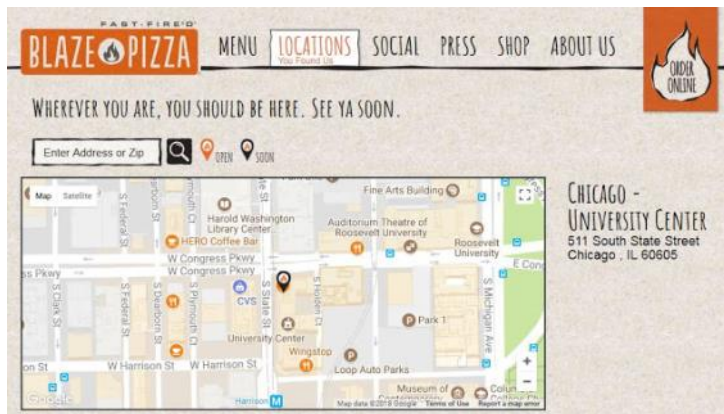 FAST-FIRE'D
BLAZE PIZZA
MENU
LOCATIONS
You Found Us
SOCIAL
PRESS
SHOP
ABOUT US
ORDER
ONLINE
WHEREVER YOU ARE, YOU SHOULD BE HERE. SEE YA SOON.
Enter Address or Zip
OPEN
SOON
Map
Satellite
S Federal St
Fine Arts Building
Harold Washington
Library Center
Auditorium Theatre of
Roosevelt University
HERO Coffee Bar
Roosevelt
University
W Congress Pkwy
W Congress Pkwy
ss Pkwy
E Cong
S Clark St
S Federal St
S Dearborn St
S Plymouth Ct
S State St
S Holden Ct
S Michigan Ave
CVS
Park 1
University Center
Wingstop
W Harrison St
W Harrison St
on St
Loop Auto Parks
Museum of
Contemporary
Colum
College Ch
Harrison
M
Google
Map data ©2018 Google
Terms of Use
Report a map error
+
−
CHICAGO -
UNIVERSITY CENTER
511 South State Street
Chicago , IL 60605